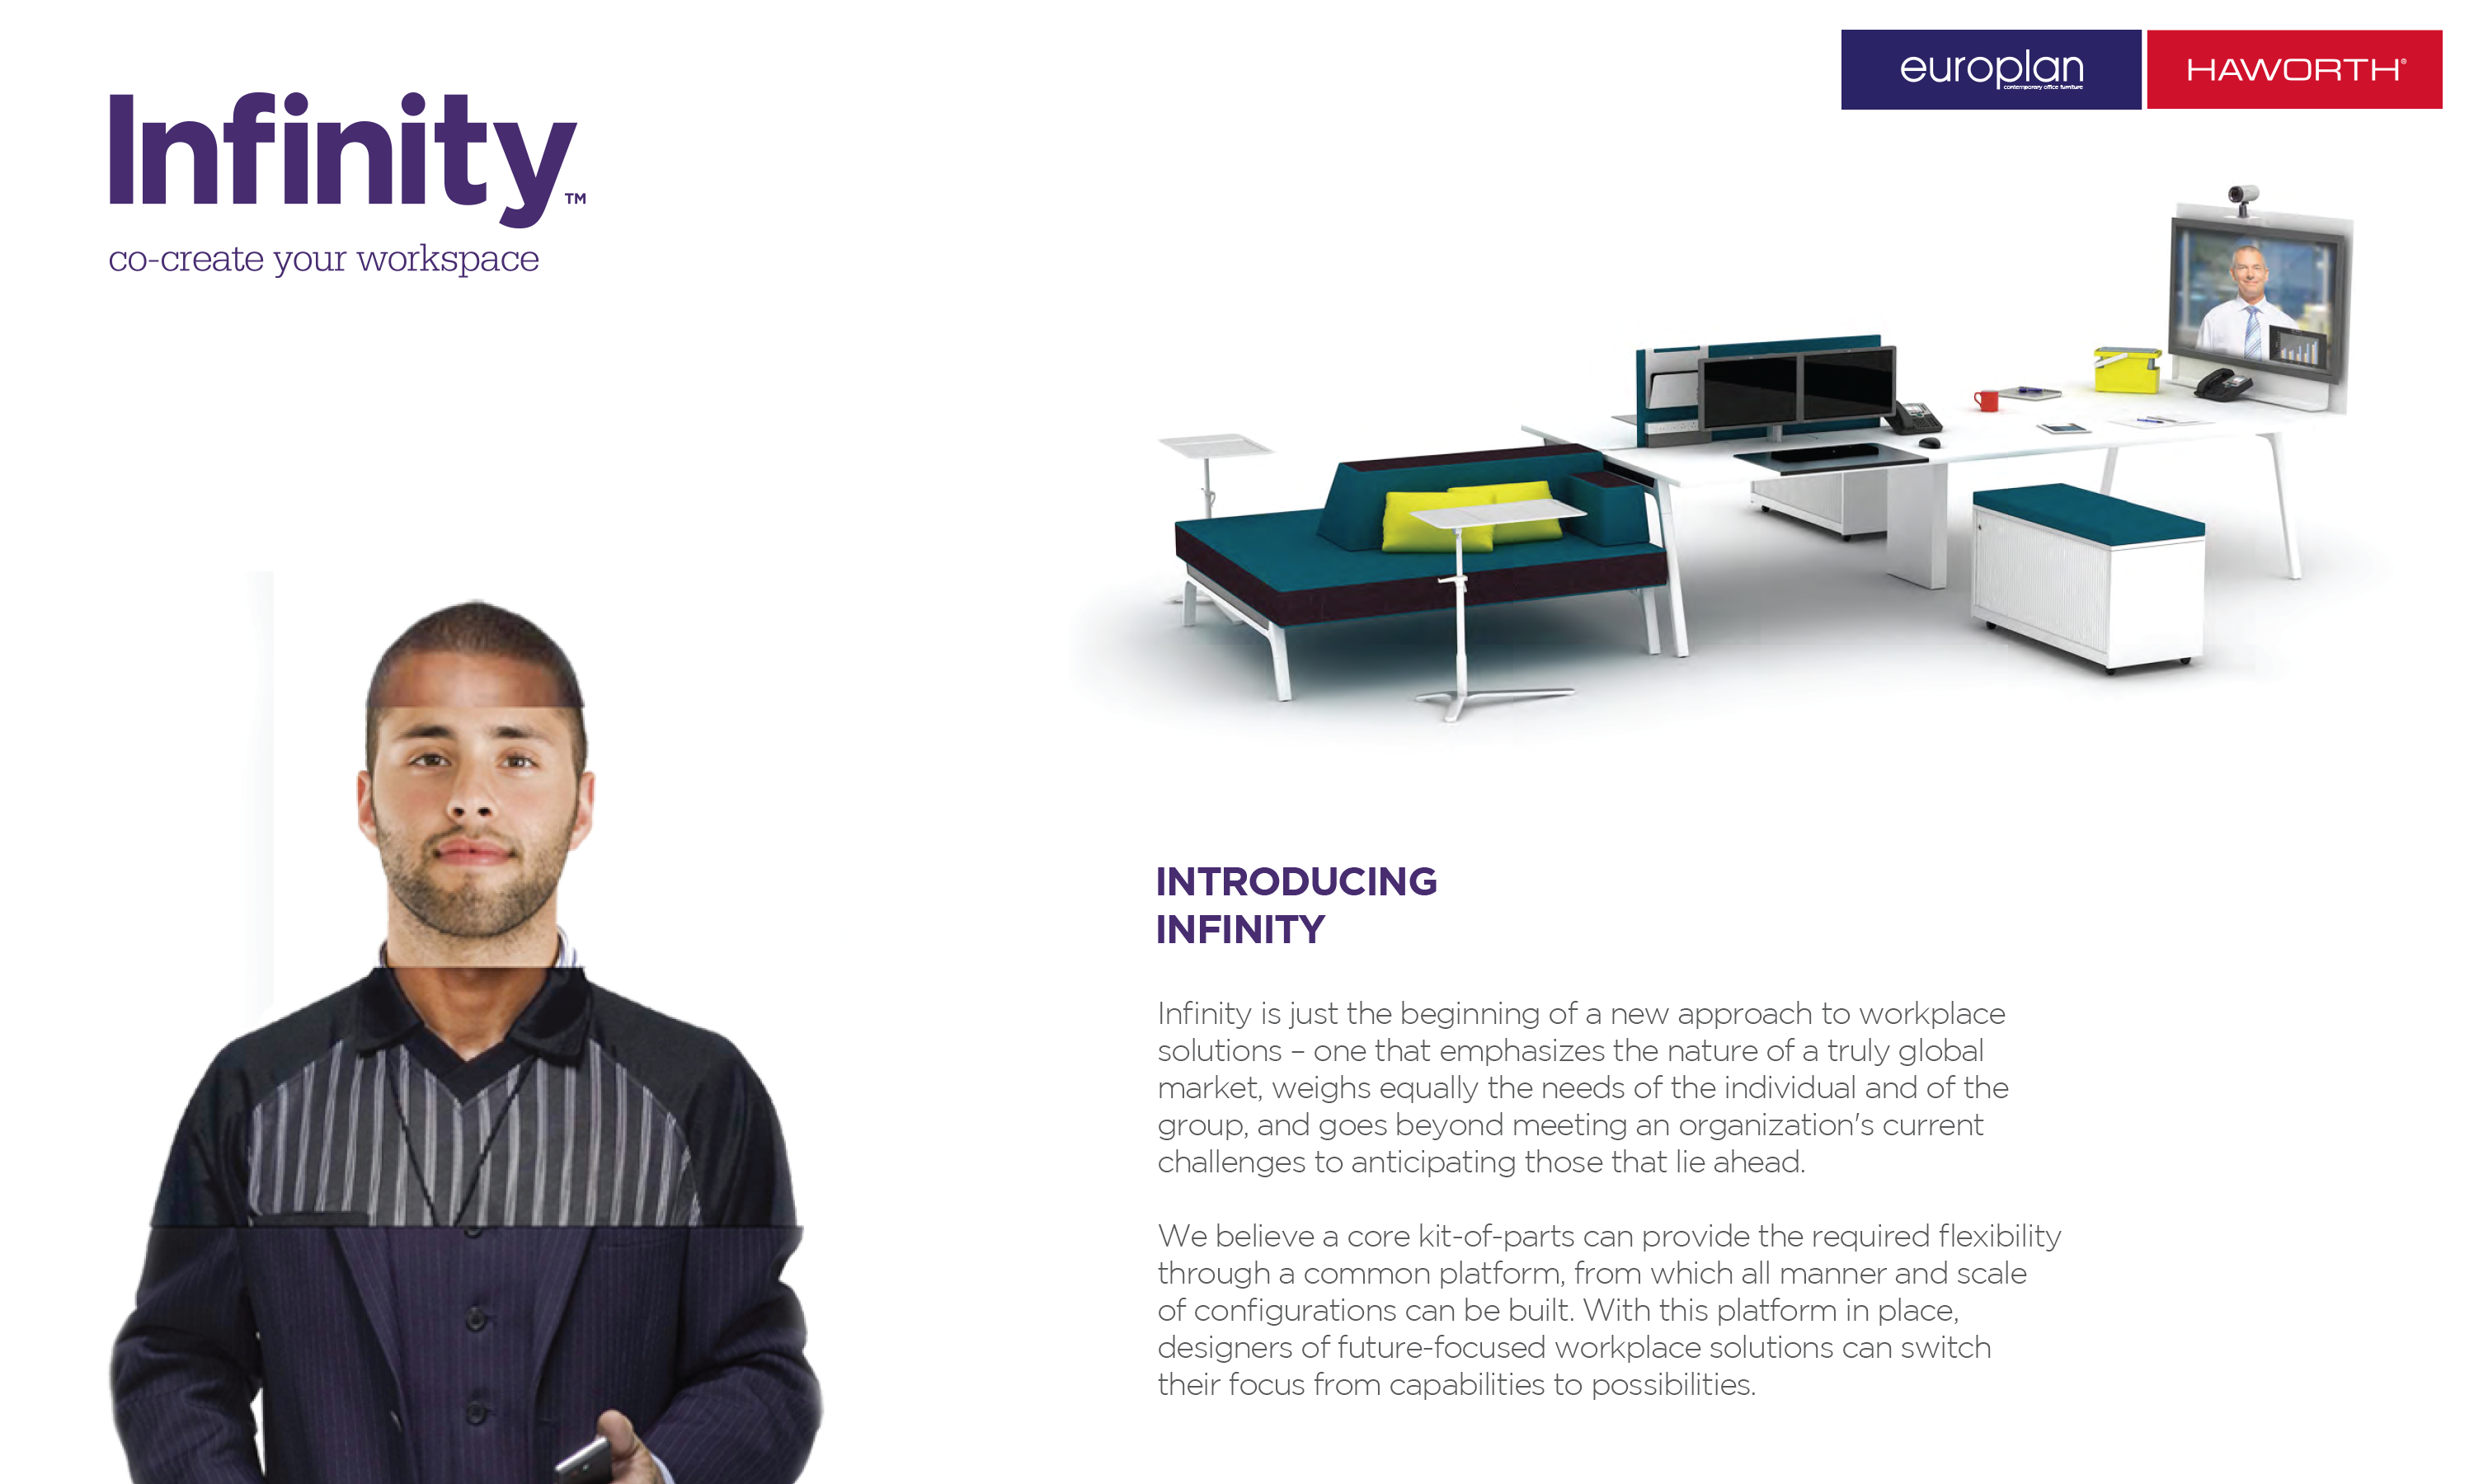 Infinity™
co-create your workspace
europlan
contemporary office furniture
HAWORTH®
INTRODUCING
INFINITY
Infinity is just the beginning of a new approach to workplace
solutions – one that emphasizes the nature of a truly global
market, weighs equally the needs of the individual and of the
group, and goes beyond meeting an organization's current
challenges to anticipating those that lie ahead.
We believe a core kit-of-parts can provide the required flexibility
through a common platform, from which all manner and scale
of configurations can be built. With this platform in place,
designers of future-focused workplace solutions can switch
their focus from capabilities to possibilities.